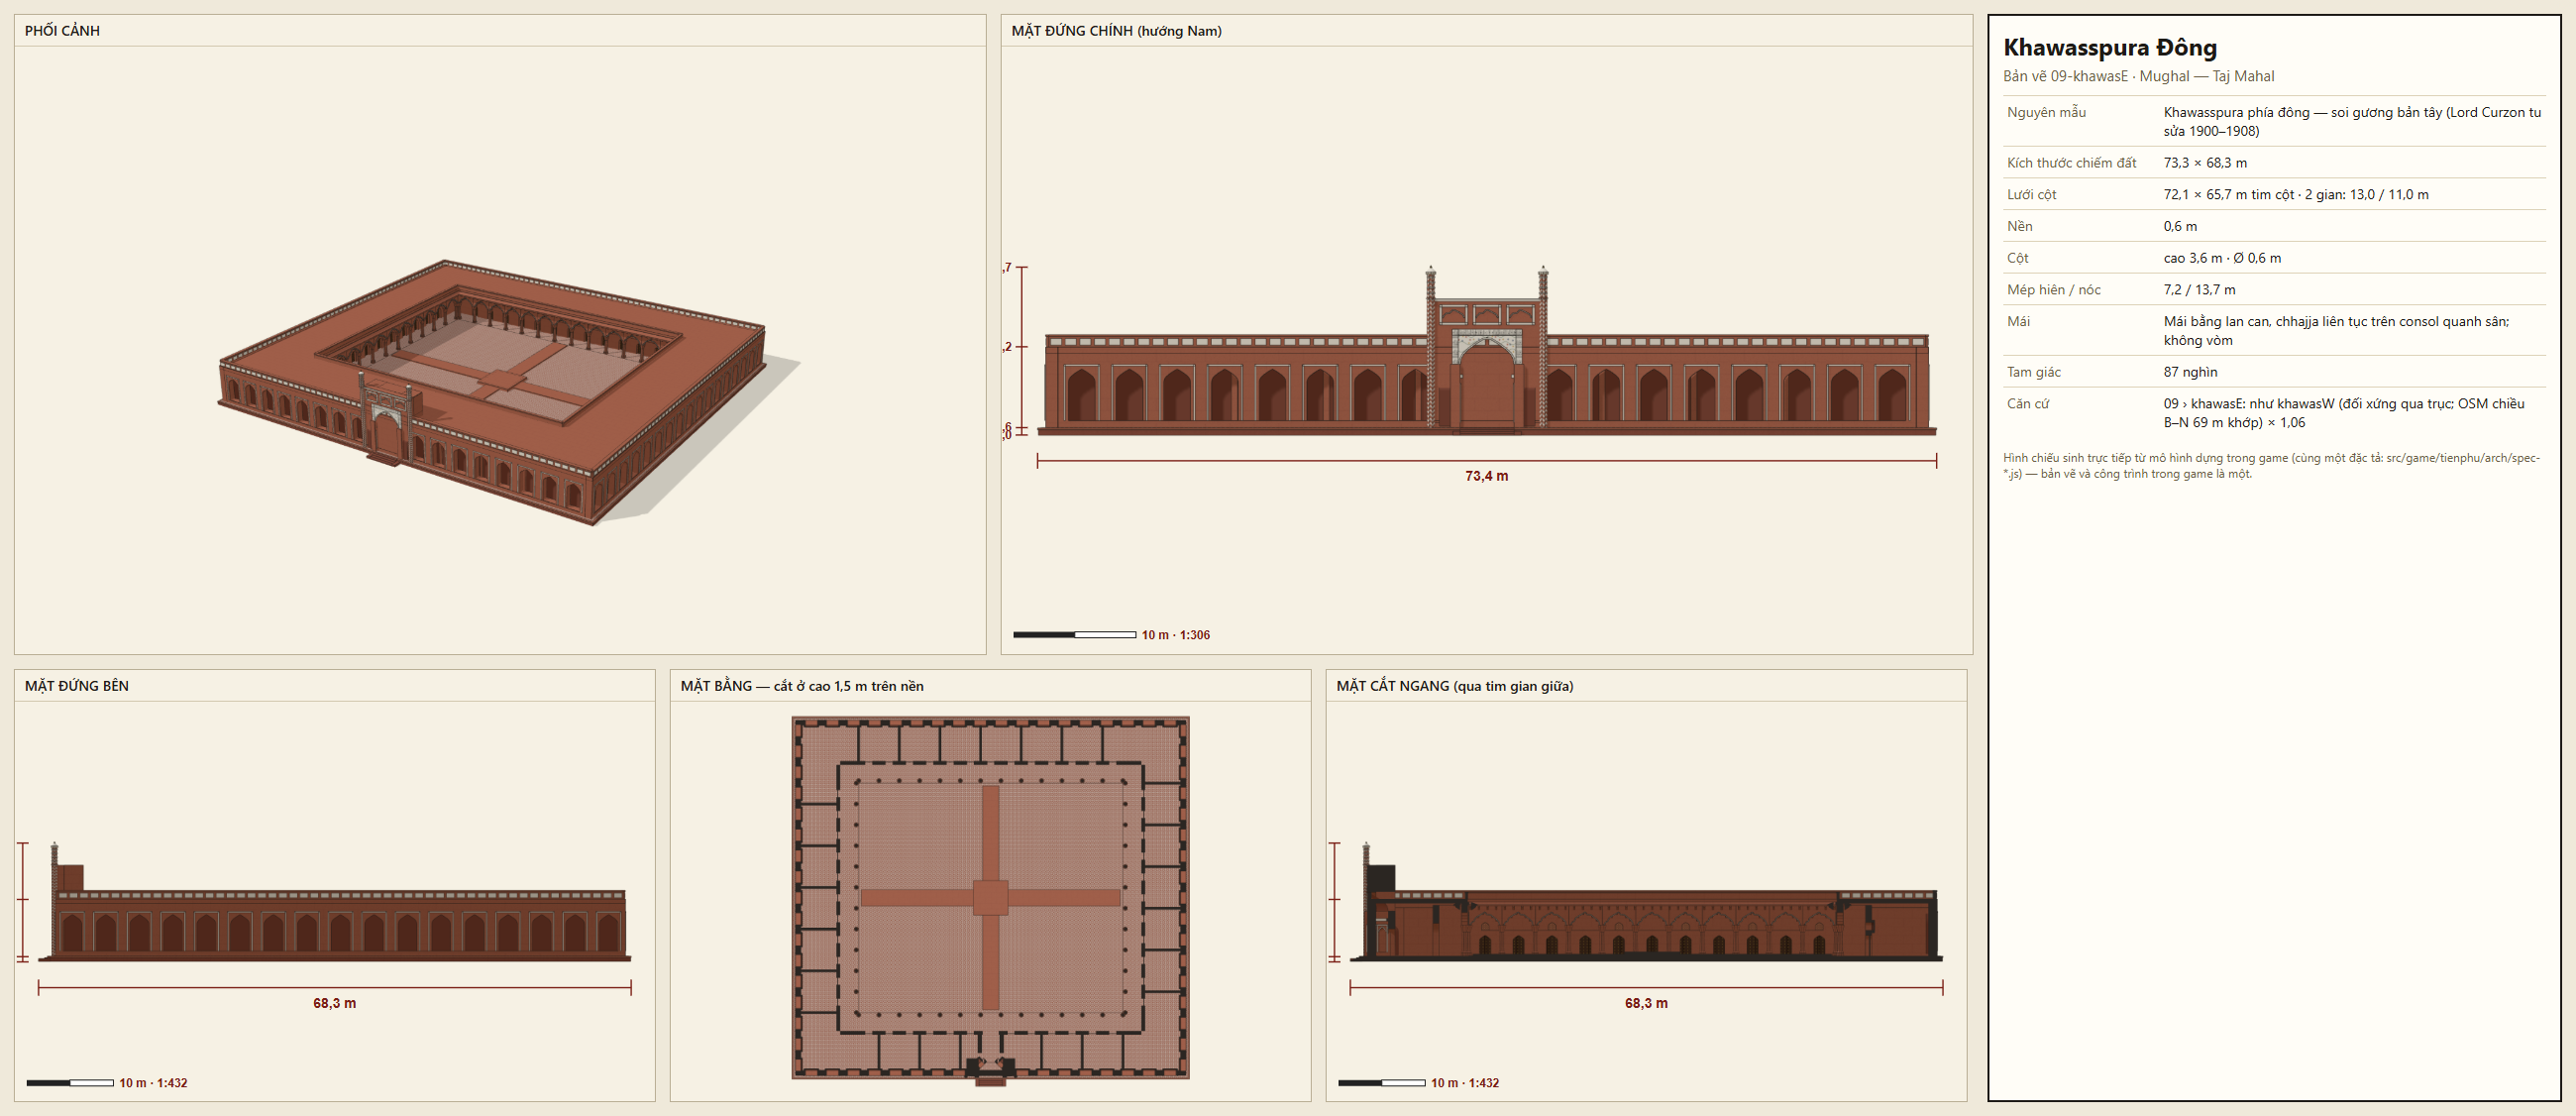 PHỐI CẢNH
MẶT ĐỨNG CHÍNH (hướng Nam)
,7
,2
,6
,0
73,4 m
10 m · 1:306
MẶT ĐỨNG BÊN
68,3 m
10 m · 1:432
MẶT BẰNG — cắt ở cao 1,5 m trên nền
MẶT CẮT NGANG (qua tim gian giữa)
68,3 m
10 m · 1:432
Khawasspura Đông
Bản vẽ 09-khawasE · Mughal — Taj Mahal
Nguyên mẫu Khawasspura phía đông — soi gương bản tây (Lord Curzon tu
sửa 1900–1908)
Kích thước chiếm đất 73,3 × 68,3 m
Lưới cột 72,1 × 65,7 m tim cột · 2 gian: 13,0 / 11,0 m
Nền 0,6 m
Cột cao 3,6 m · Ø 0,6 m
Mép hiên / nóc 7,2 / 13,7 m
Mái Mái bằng lan can, chhajja liên tục trên consol quanh sân;
không vòm
Tam giác 87 nghìn
Căn cứ 09 › khawasE: như khawasW (đối xứng qua trục; OSM chiều
B–N 69 m khớp) × 1,06
Hình chiếu sinh trực tiếp từ mô hình dựng trong game (cùng một đặc tả: src/game/tienphu/arch/spec-
*.js) — bản vẽ và công trình trong game là một.